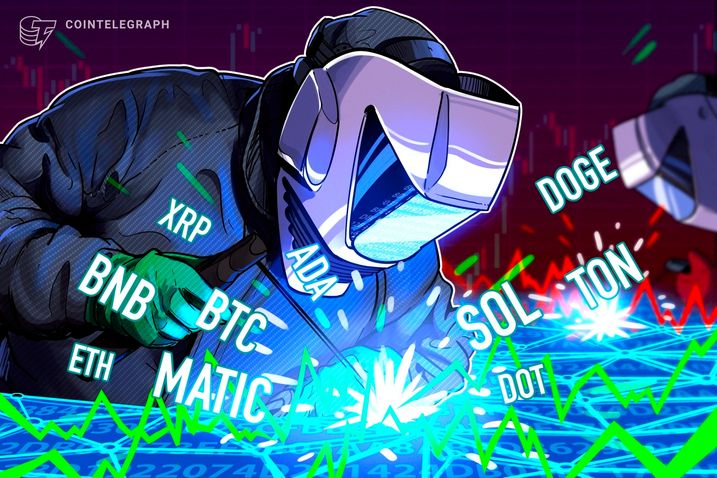 COINTELEGRAPH
DOGE
XRP
ADA
TON
BNB
BTC
SOL
ETH
MATIC
DOT